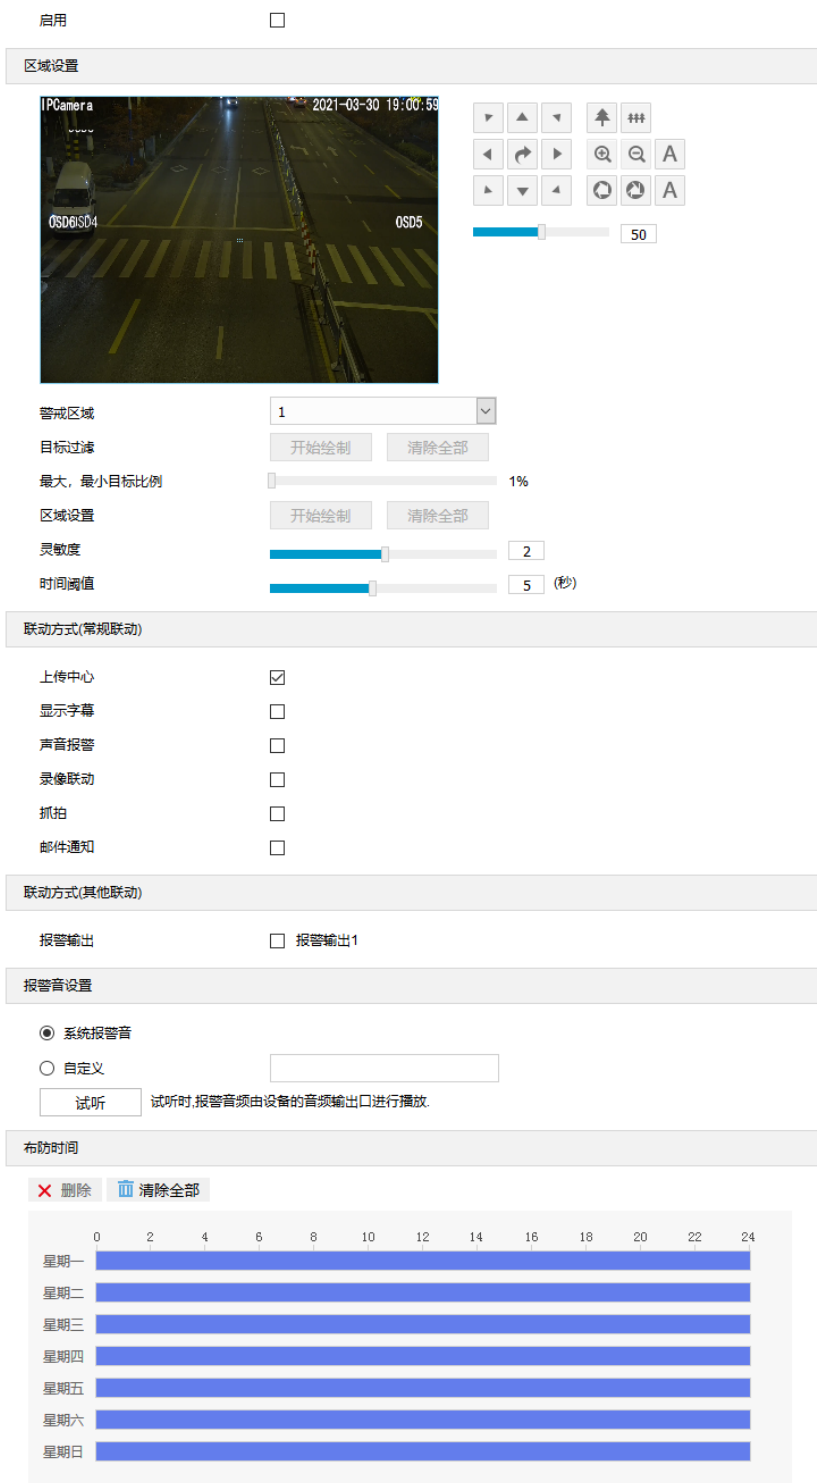 启用
区域设置
IPCamera 2021-03-30 19:00:59
OSD6 OSD5
A
A
50
警戒区域 1
目标过滤 开始绘制 清除全部
最大，最小目标比例 1%
区域设置 开始绘制 清除全部
灵敏度 2
时间阈值 5 (秒)
联动方式(常规联动)
上传中心
显示字幕
声音报警
录像联动
抓拍
邮件通知
联动方式(其他联动)
报警输出 报警输出1
报警音设置
系统报警音
自定义
试听 试听时,报警音频由设备的音频输出口进行播放.
布防时间
删除 清除全部
0 2 4 6 8 10 12 14 16 18 20 22 24
星期一
星期二
星期三
星期四
星期五
星期六
星期日